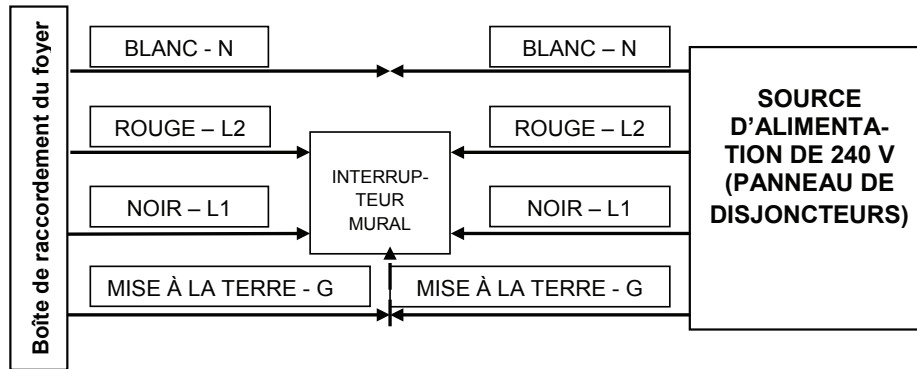 Boîte de raccordement du foyer
BLANC - N
BLANC – N
ROUGE – L2
ROUGE – L2
INTERRUP-
TEUR
MURAL
NOIR – L1
NOIR – L1
MISE À LA TERRE - G
MISE À LA TERRE - G
SOURCE
D'ALIMENTA-
TION DE 240 V
(PANNEAU DE
DISJONCTEURS)